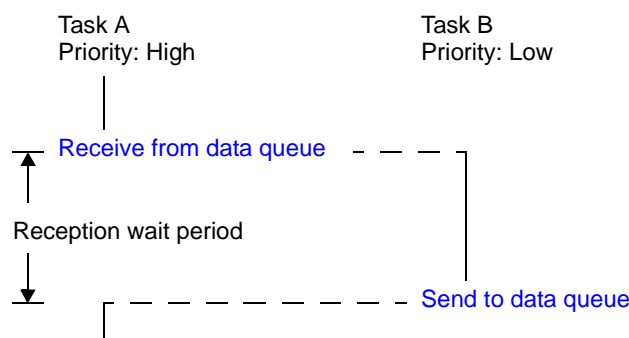 Task A
Priority: High
Task B
Priority: Low
Receive from data queue
Reception wait period
Send to data queue